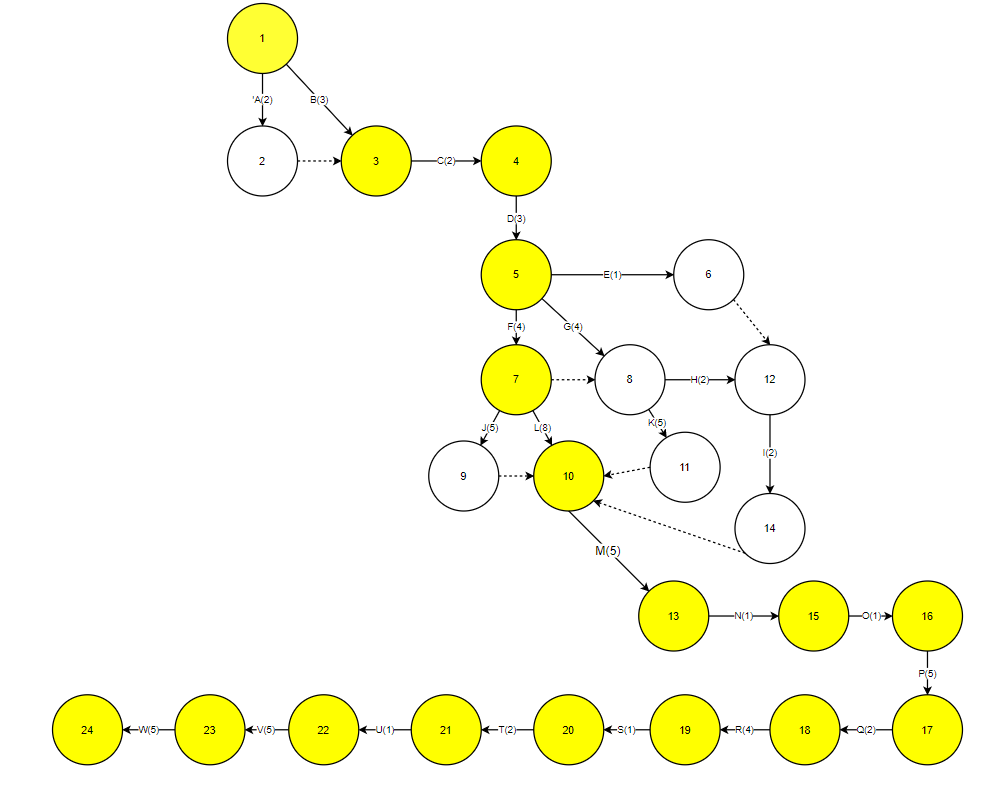 1
'A(2)
B(3)
2
3
C(2)
4
D(3)
5
E(1)
6
F(4)
G(4)
7
8
H(2)
12
J(5)
L(8)
K(5)
I(2)
9
10
11
14
M(5)
13
N(1)
15
O(1)
16
P(5)
24
W(5)
23
V(5)
22
U(1)
21
T(2)
20
S(1)
19
R(4)
18
Q(2)
17